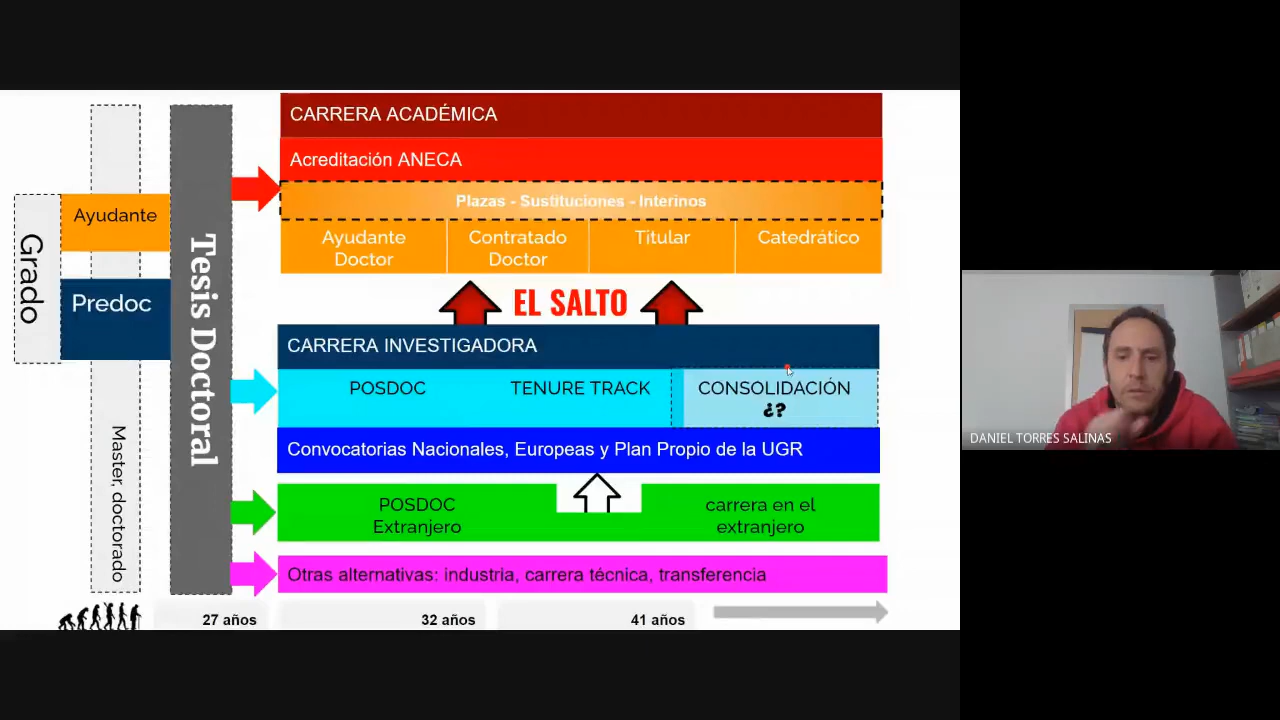 Grado
Ayudante
Predoc
Master, doctorado
Tesis Doctoral
CARRERA ACADÉMICA
Acreditación ANECA
Plazas - Sustituciones - Interinos
Ayudante
Doctor
Contratado
Doctor
Titular
Catedrático
EL SALTO
CARRERA INVESTIGADORA
POSDOC
TENURE TRACK
CONSOLIDACIÓN
¿?
Convocatorias Nacionales, Europeas y Plan Propio de la UGR
POSDOC
Extranjero
carrera en el
extranjero
Otras alternativas: industria, carrera técnica, transferencia
27 años
32 años
41 años
DANIEL TORRES SALINAS